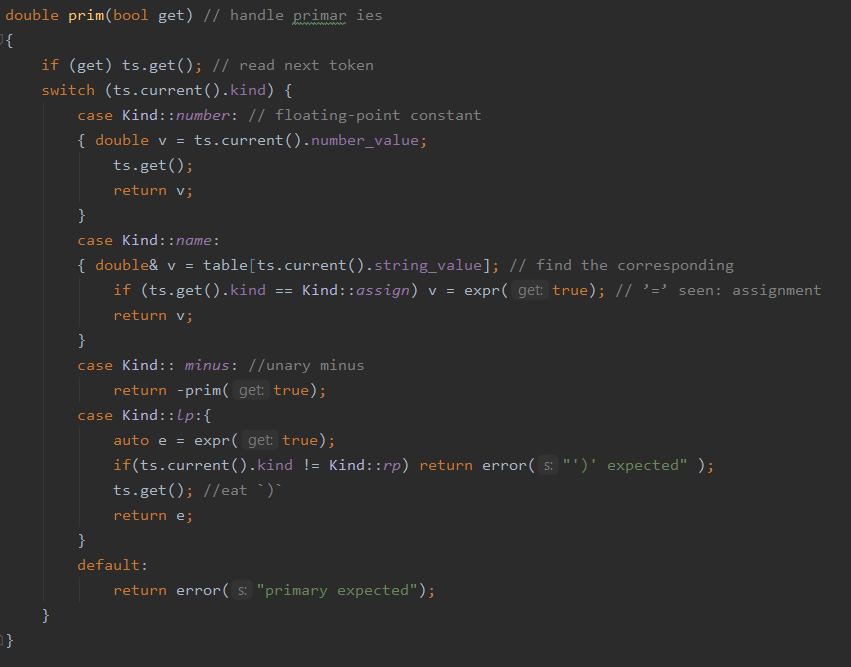 double prim(bool get) // handle primar ies
{
    if (get) ts.get(); // read next token
    switch (ts.current().kind) {
        case Kind::number: // floating-point constant
        { double v = ts.current().number_value;
            ts.get();
            return v;
        }
        case Kind::name:
        { double& v = table[ts.current().string_value]; // find the corresponding
            if (ts.get().kind == Kind::assign) v = expr( get: true); // ’=’ seen: assignment
            return v;
        }
        case Kind:: minus: //unary minus
            return -prim( get: true);
        case Kind::lp:{
            auto e = expr( get: true);
            if(ts.current().kind != Kind::rp) return error( s: "')' expected" );
            ts.get(); //eat `)`
            return e;
        }
        default:
            return error( s: "primary expected");
    }
}